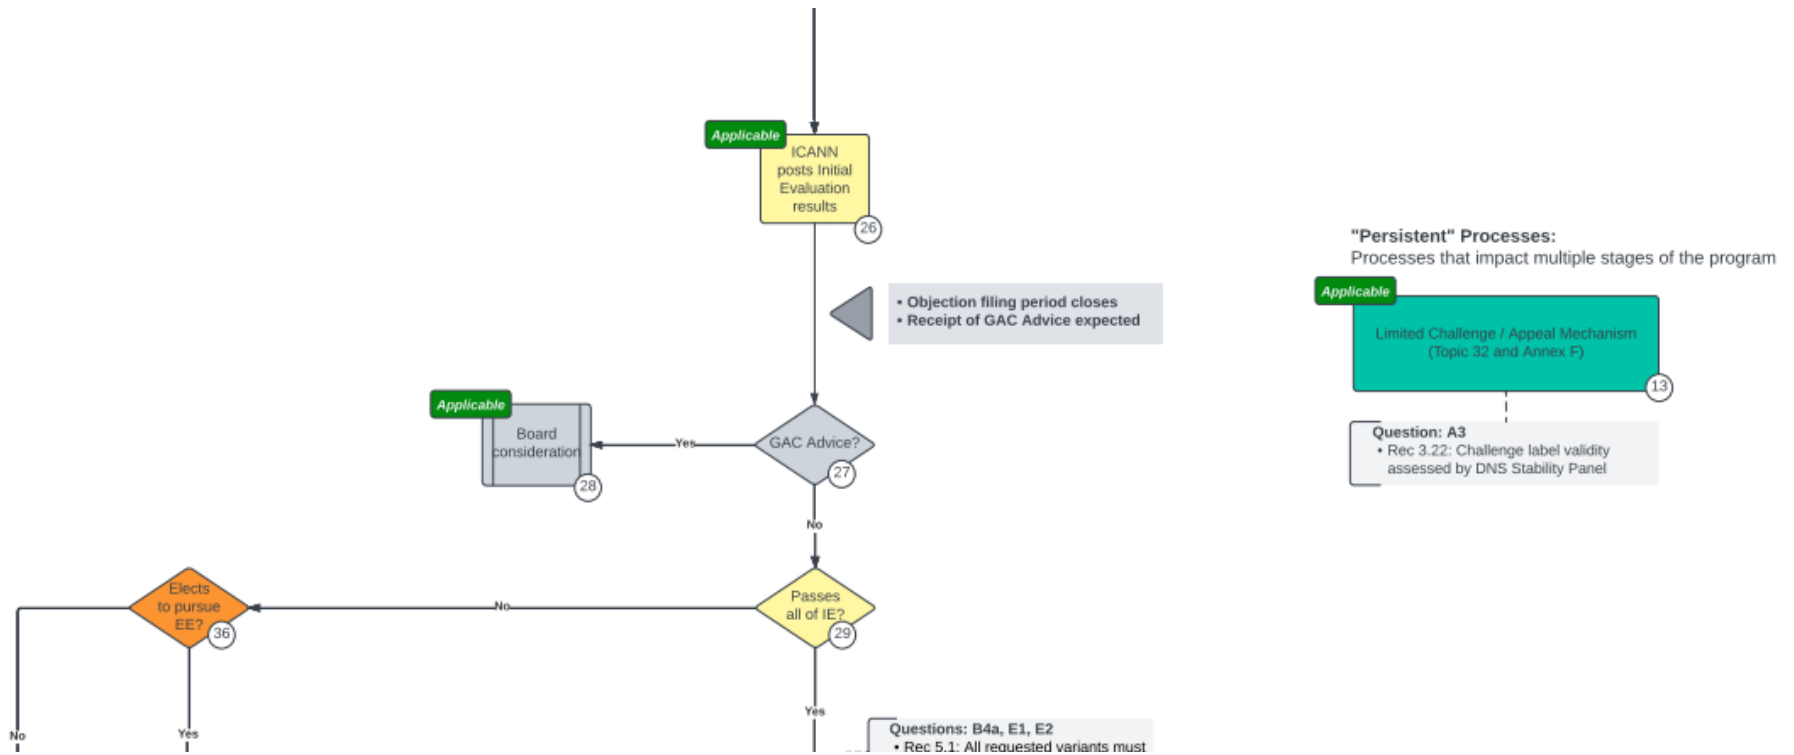 Applicable
ICANN
posts Initial
Evaluation
results
26
"Persistent" Processes:
Processes that impact multiple stages of the program
Applicable
Limited Challenge / Appeal Mechanism
(Topic 32 and Annex F)
13
• Objection filing period closes
• Receipt of GAC Advice expected
Applicable
Board
consideration
28
Yes
GAC Advice?
27
Question: A3
• Rec 3.22: Challenge label validity
assessed by DNS Stability Panel
No
Elects
to pursue
EE?
36
No
Passes
all of IE?
29
No
Yes
Yes
Questions: B4a, E1, E2
• Rec 5.1: All requested variants must